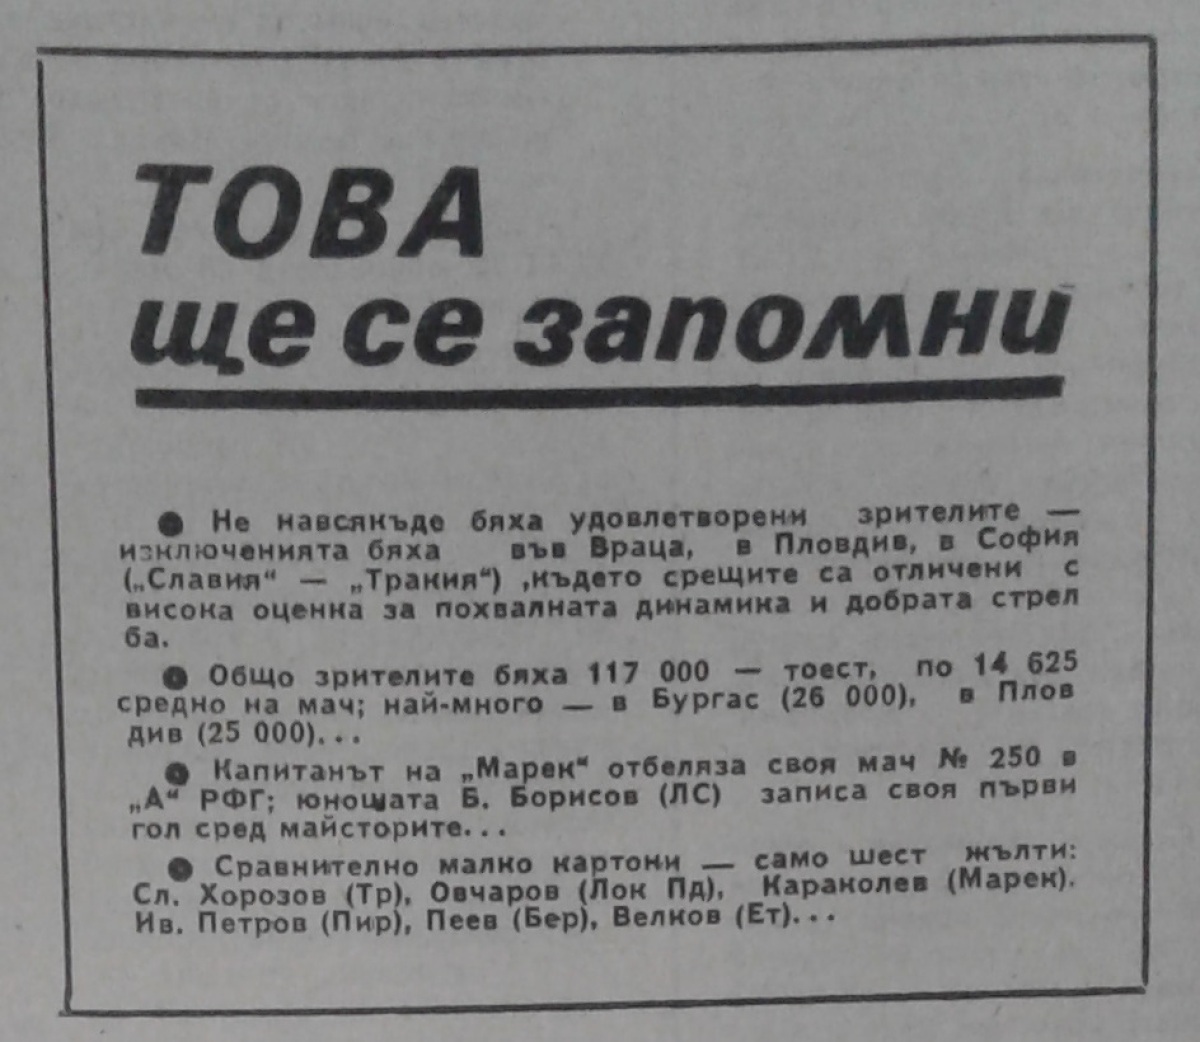 ТОВА
ще се запомни
● Не навсякъде бяха удовлетворени зрителите —
изключенията бяха във Враца, в Пловдив, в София
(„Славия“ — „Тракия“) ,където срещите са отличени с
висока оценка за похвалната динамика и добрата стрел
ба.
● Общо зрителите бяха 117 000 — тоест, по 14 625
средно на мач; най-много — в Бургас (26 000), в Плов
див (25 000)...
● Капитанът на „Марек“ отбеляза своя мач № 250 в
„А“ РФГ; юношата Б. Борисов (ЛС) записа своя първи
гол сред майсторите...
● Сравнително малко картони — само шест жълти:
Сл. Хорозов (Тр), Овчаров (Лок Пд), Караколев (Марек).
Ив. Петров (Пир), Пеев (Бер), Велков (Ет)...